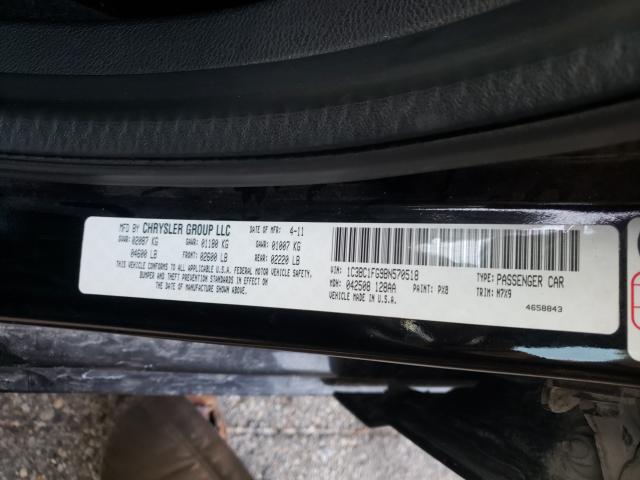 MFD BY CHRYSLER GROUP LLC DATE OF MFR: 4-11
GVWR: 02087 KG GAWR: 01180 KG GAWR: 01007 KG
04600 LB FRONT: 02600 LB REAR: 02220 LB
THIS VEHICLE CONFORMS TO ALL APPLICABLE FEDERAL MOTOR VEHICLE SAFETY,
BUMPER AND THEFT PREVENTION STANDARDS IN EFFECT ON
THE DATE OF MANUFACTURE SHOWN ABOVE. MADE IN U.S.A.
VIN: 1C3BC1FG9BN570518 TYPE: PASSENGER CAR
MDH: 042508 128AA PAINT: PX8 TRIM: M7X9
MADE IN U.S.A. 4658843